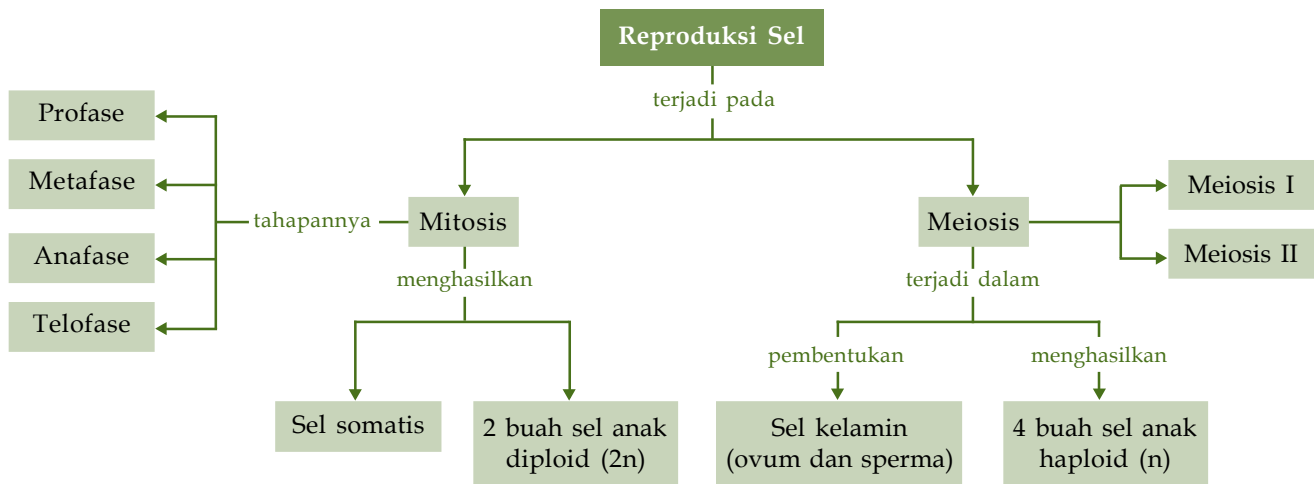 Reproduksi Sel
terjadi pada
Profase
Metafase
Anafase
Telofase
tahapannya
Mitosis
menghasilkan
Sel somatis
2 buah sel anak
diploid (2n)
Meiosis
Meiosis I
Meiosis II
terjadi dalam
pembentukan
menghasilkan
Sel kelamin
(ovum dan sperma)
4 buah sel anak
haploid (n)